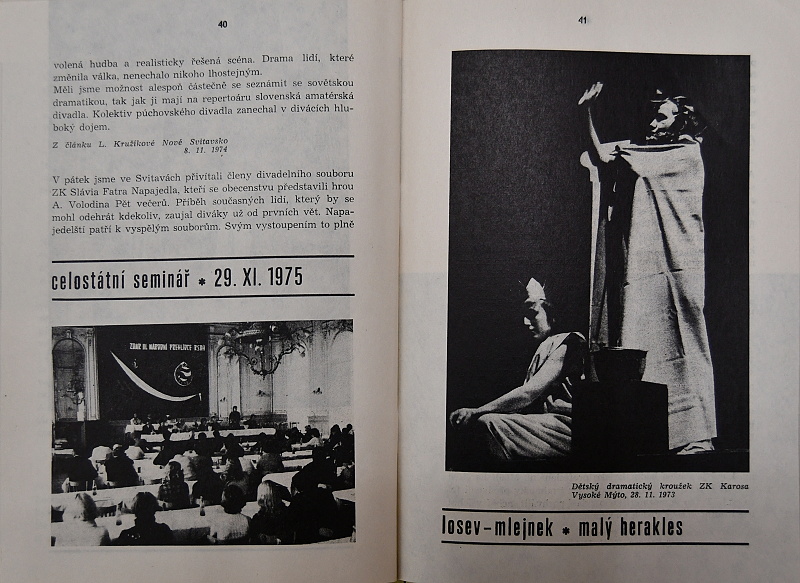 40
volená hudba a realisticky řešená scéna. Drama lidí, které
změnila válka, nenechalo nikoho lhostejným.
Měli jsme možnost alespoň částečně se seznámit se sovětskou
dramatikou, tak jak ji mají na repertoáru slovenská amatérská
divadla. Kolektiv púchovského divadla zanechal v divácích hlu-
boký dojem.
Z článku L. Kružíkové Nové Svitavsko
8. 11. 1974
V pátek jsme ve Svitavách přivítali členy divadelního souboru
ZK Slávia Fatra Napajedla, kteří se obecenstvu představili hrou
A. Volodina Pět večerů. Příběh současných lidí, který by se
mohl odehrát kdekoliv, zaujal diváky už od prvních vět. Napa-
jedelští patří k vyspělým souborům. Svým vystoupením to plně
celostátní seminář * 29. XI. 1975
ZDAR III. NÁRODNÍ PŘEHLÍDCE RSDH
41
Dětský dramatický kroužek ZK Karosa
Vysoké Mýto, 28. 11. 1973
losev-mlejnek * malý herakles